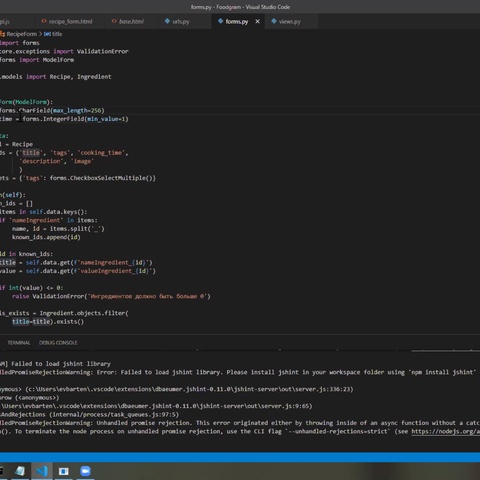 forms.py - Foodgram - Visual Studio Code
pi.js recipe_form.html base.html urls.py forms.py views.py
RecipeForm > title
import forms
core.exceptions import ValidationError
forms import ModelForm
.models import Recipe, Ingredient
Form(ModelForm):
forms.CharField(max_length=256)
time = forms.IntegerField(min_value=1)
ta:
l = Recipe
ds = ('title', 'tags', 'cooking_time',
'description', 'image'
)
ets = {'tags': forms.CheckboxSelectMultiple()}
n(self):
n_ids = []
items in self.data.keys():
if 'nameIngredient' in items:
name, id = items.split('_')
known_ids.append(id)
id in known_ids:
title = self.data.get(f'nameIngredient_{id}')
value = self.data.get(f'valueIngredient_{id}')
if int(value) <= 0:
raise ValidationError('Ингредиентов должно быть больше 0')
is_exists = Ingredient.objects.filter(
title=title).exists()
TERMINAL DEBUG CONSOLE
M] Failed to load jshint library
dledPromiseRejectionWarning: Error: Failed to load jshint library. Please install jshint in your workspace folder using 'npm install jshint'
nymous> (c:\Users\evbarten\.vscode\extensions\dbaeumer.jshint-0.11.0\jshint-server\out\server.js:336:23)
hrow (<anonymous>)
\Users\evbarten\.vscode\extensions\dbaeumer.jshint-0.11.0\jshint-server\out\server.js:9:65)
sAndRejections (internal/process/task_queues.js:97:5)
dledPromiseRejectionWarning: Unhandled promise rejection. This error originated either by throwing inside of an async function without a catc
(). To terminate the node process on unhandled promise rejection, use the CLI flag `--unhandled-rejections=strict` (see https://nodejs.org/a